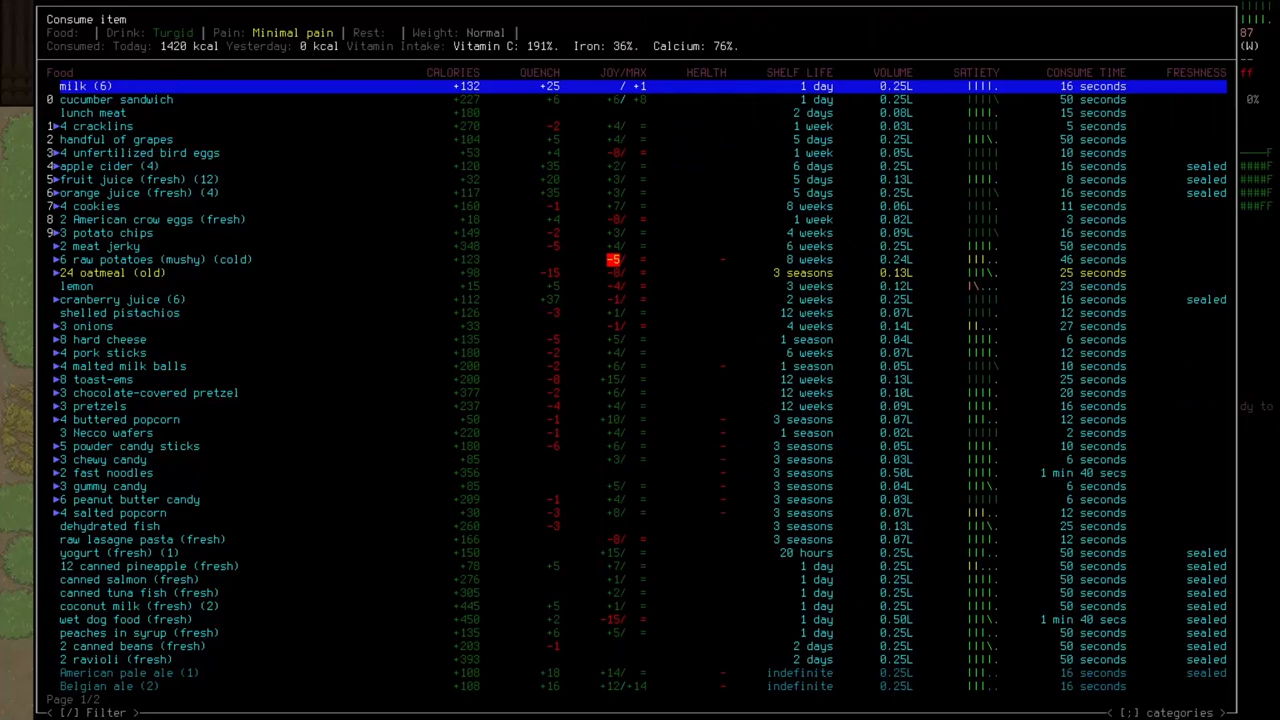 Consume item
Food: | Drink: Turgid | Pain: Minimal pain | Rest: | Weight: Normal |
Consumed: Today: 1420 kcal Yesterday: 0 kcal Vitamin Intake: Vitamin C: 191%. Iron: 36%. Calcium: 76%.
87
(W)
Food CALORIES QUENCH JOY/MAX HEALTH SHELF LIFE VOLUME SATIETY CONSUME TIME FRESHNESS
ff
milk (6) +132 +25 / +1 1 day 0.25L ||||. 16 seconds
0 cucumber sandwich +227 +6 +6/ +8 1 day 0.25L ||||\ 50 seconds
0%
lunch meat +180 2 days 0.08L ||||. 15 seconds
1►4 cracklins +270 -2 +4/ = 1 week 0.03L ||||| 5 seconds
2 handful of grapes +104 +5 +4/ = 5 days 0.25L |||\. 50 seconds
3►4 unfertilized bird eggs +53 +4 -8/ = 1 week 0.05L ||||. 10 seconds
4►apple cider (4) +120 +35 +2/ = 6 days 0.25L ||||. 16 seconds sealed
####F
5►fruit juice (fresh) (12) +32 +20 +3/ = 5 days 0.13L |||\. 8 seconds sealed
####F
6►orange juice (fresh) (4) +117 +35 +3/ = 5 days 0.25L |||\. 16 seconds sealed
####F
7►4 cookies +160 -1 +7/ = 8 weeks 0.06L ||||| 11 seconds
###FF
8 2 American crow eggs (fresh) +18 +4 -8/ = 1 week 0.02L ||||. 3 seconds
9►3 potato chips +149 -2 +3/ = 4 weeks 0.09L ||||. 16 seconds
►2 meat jerky +348 -5 +4/ = 6 weeks 0.25L ||||. 50 seconds
►6 raw potatoes (mushy) (cold) +123 -5 = - 8 weeks 0.24L |||.. 46 seconds
►24 oatmeal (old) +98 -15 -8/ = 3 seasons 0.13L |||\. 25 seconds
lemon +15 +5 -4/ = 3 weeks 0.12L |\... 23 seconds
►cranberry juice (6) +112 +37 -1/ = 2 weeks 0.25L ||||. 16 seconds sealed
shelled pistachios +126 -3 +1/ = 12 weeks 0.07L ||||. 12 seconds
►3 onions +33 -1/ = 4 weeks 0.14L ||... 27 seconds
►8 hard cheese +135 -5 +5/ = 1 season 0.04L ||||. 6 seconds
►4 pork sticks +180 -2 +4/ = 6 weeks 0.07L ||||. 12 seconds
►4 malted milk balls +200 -2 +6/ = - 1 season 0.05L ||||\ 10 seconds
►8 toast-ems +200 -8 +15/ = 12 weeks 0.13L ||||. 25 seconds
►3 chocolate-covered pretzel +377 -2 +6/ = - 12 weeks 0.10L ||||. 20 seconds
►3 pretzels +237 -4 +2/ = 12 weeks 0.09L ||||. 16 seconds
dy to
►4 buttered popcorn +50 -1 +10/ = - 3 seasons 0.07L |||.. 12 seconds
3 Necco wafers +220 -1 +4/ = - 1 season 0.02L ||||| 2 seconds
►5 powder candy sticks +180 -6 +6/ = - 3 seasons 0.05L ||||. 10 seconds
►3 chewy candy +85 +3/ = - 3 seasons 0.03L ||||. 6 seconds
►2 fast noodles +356 - 3 seasons 0.50L ||||. 1 min 40 secs
►3 gummy candy +85 +5/ = - 3 seasons 0.04L |||\. 6 seconds
►6 peanut butter candy +209 -1 +4/ = - 3 seasons 0.03L ||||| 6 seconds
►4 salted popcorn +30 -3 +8/ = - 3 seasons 0.07L |||.. 12 seconds
dehydrated fish +260 -3 3 seasons 0.13L ||||\. 25 seconds
raw lasagne pasta (fresh) +166 -8/ = 3 seasons 0.07L ||||. 12 seconds
yogurt (fresh) (1) +150 +15/ = 20 hours 0.25L |||.. 50 seconds sealed
12 canned pineapple (fresh) +78 +5 +7/ = 1 day 0.25L ||... 50 seconds sealed
canned salmon (fresh) +276 +1/ = 1 day 0.25L ||||. 50 seconds sealed
canned tuna fish (fresh) +305 +2/ = 1 day 0.25L ||||. 50 seconds sealed
coconut milk (fresh) (2) +445 +5 +1/ = 1 day 0.25L ||||. 50 seconds sealed
wet dog food (fresh) +450 +2 -15/ = - 1 day 0.50L ||||. 1 min 40 secs sealed
peaches in syrup (fresh) +135 +6 +5/ = 1 day 0.25L |||.. 50 seconds sealed
2 canned beans (fresh) +203 -1 2 days 0.25L |||\. 50 seconds sealed
2 ravioli (fresh) +393 2 days 0.25L ||||. 50 seconds sealed
American pale ale (1) +108 +18 +14/ = - indefinite 0.25L |||.. 16 seconds sealed
Belgian ale (2) +108 +16 +12/+14 - indefinite 0.25L |||.. 16 seconds sealed
Page 1/2
< [/] Filter > < [;] categories >